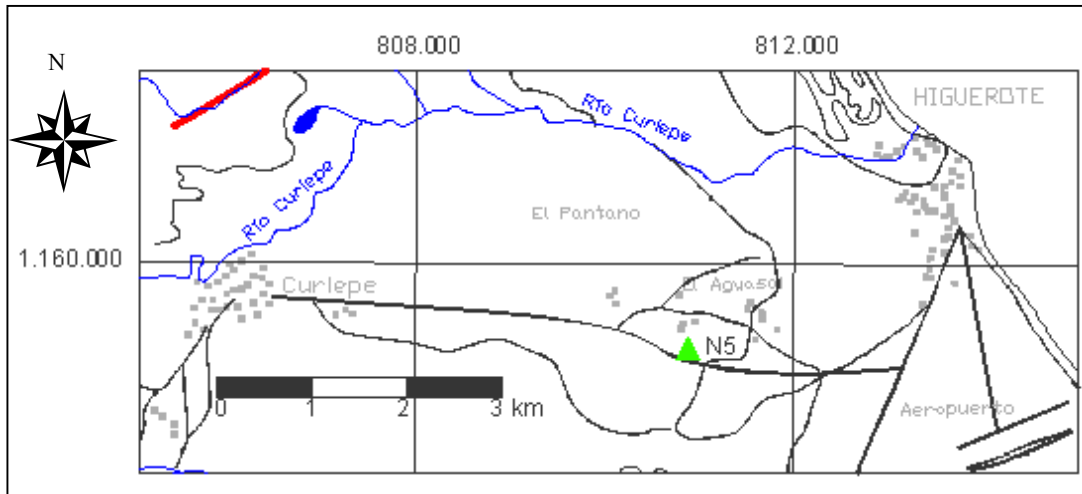 808.000
812.000
N
HIGUEROTE
Río Curiepe
Río Curiepe
El Pantano
1.160.000
Curiepe
El Aguasal
N5
0
1
2
3 km
Aeropuerto